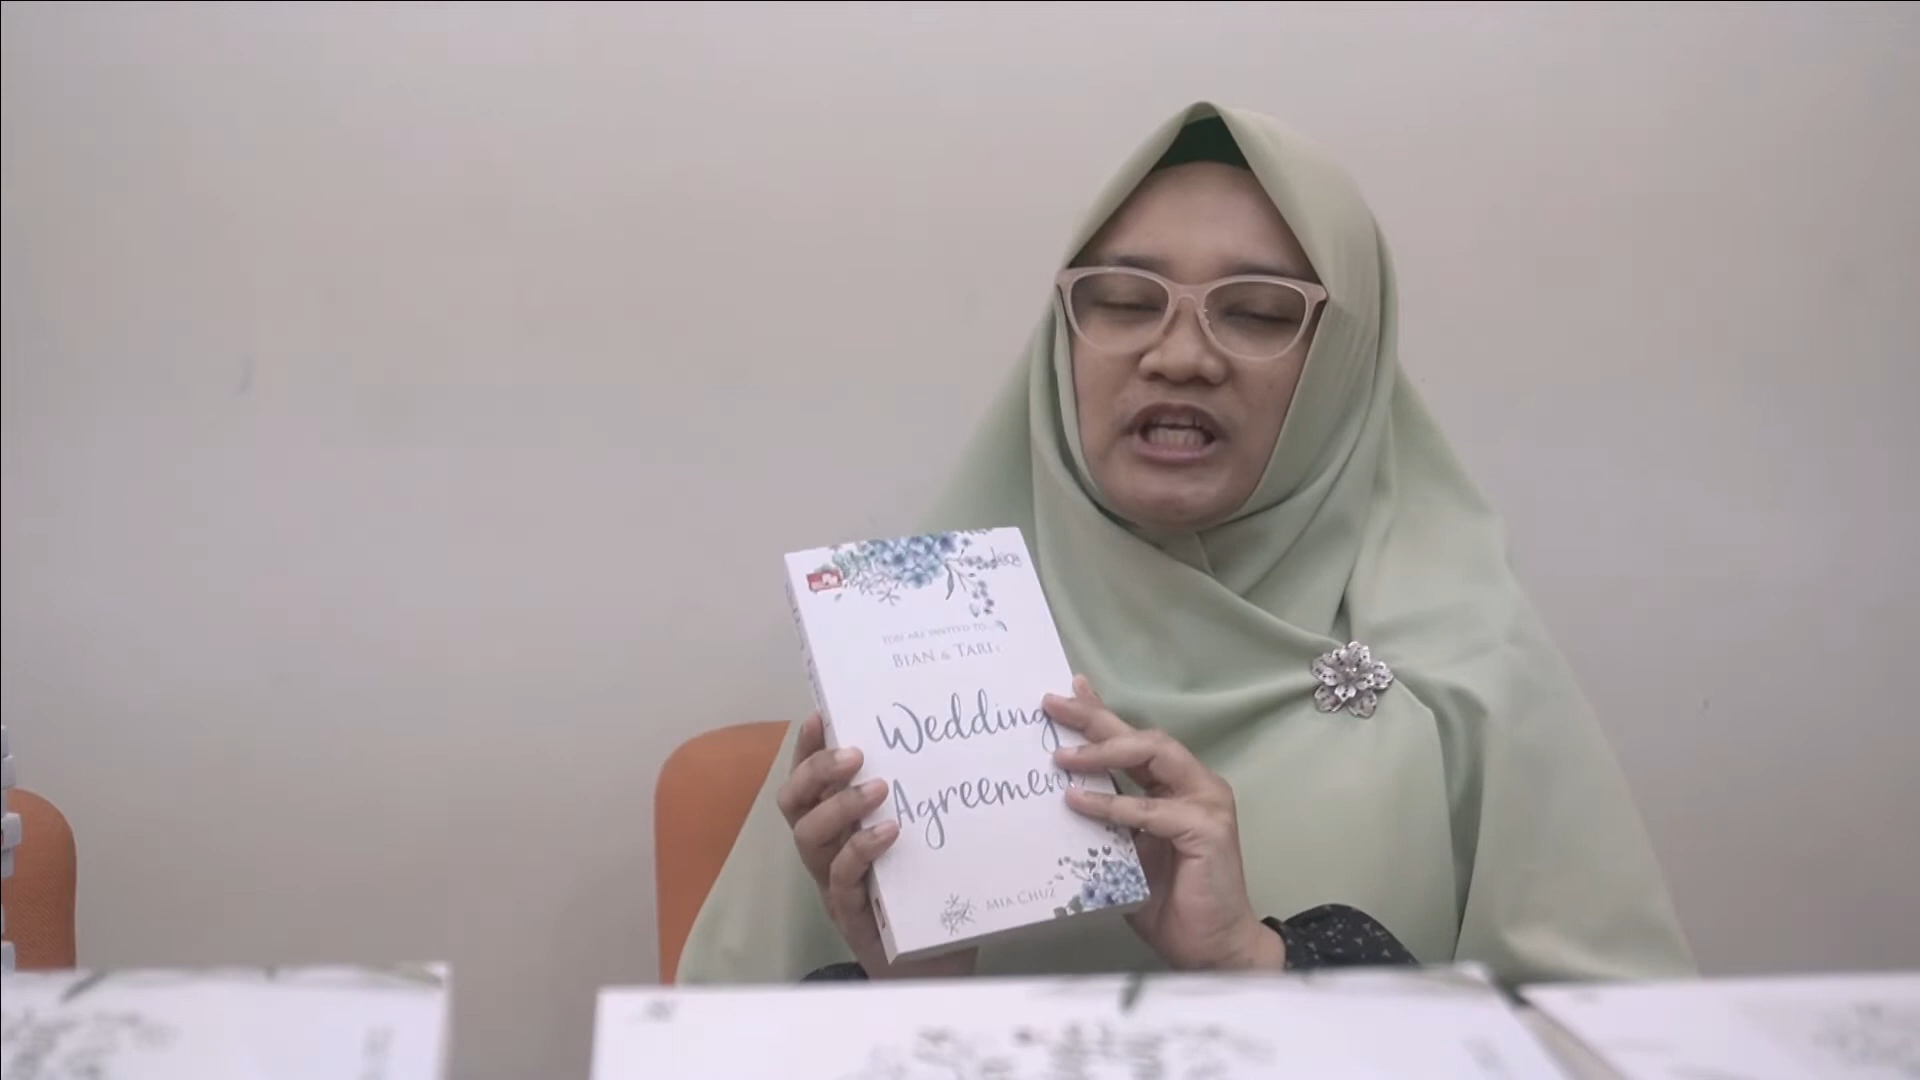 YOU ARE INVITED TO...
BIAN & TARI
Wedding
Agreement
MIA CHUZ